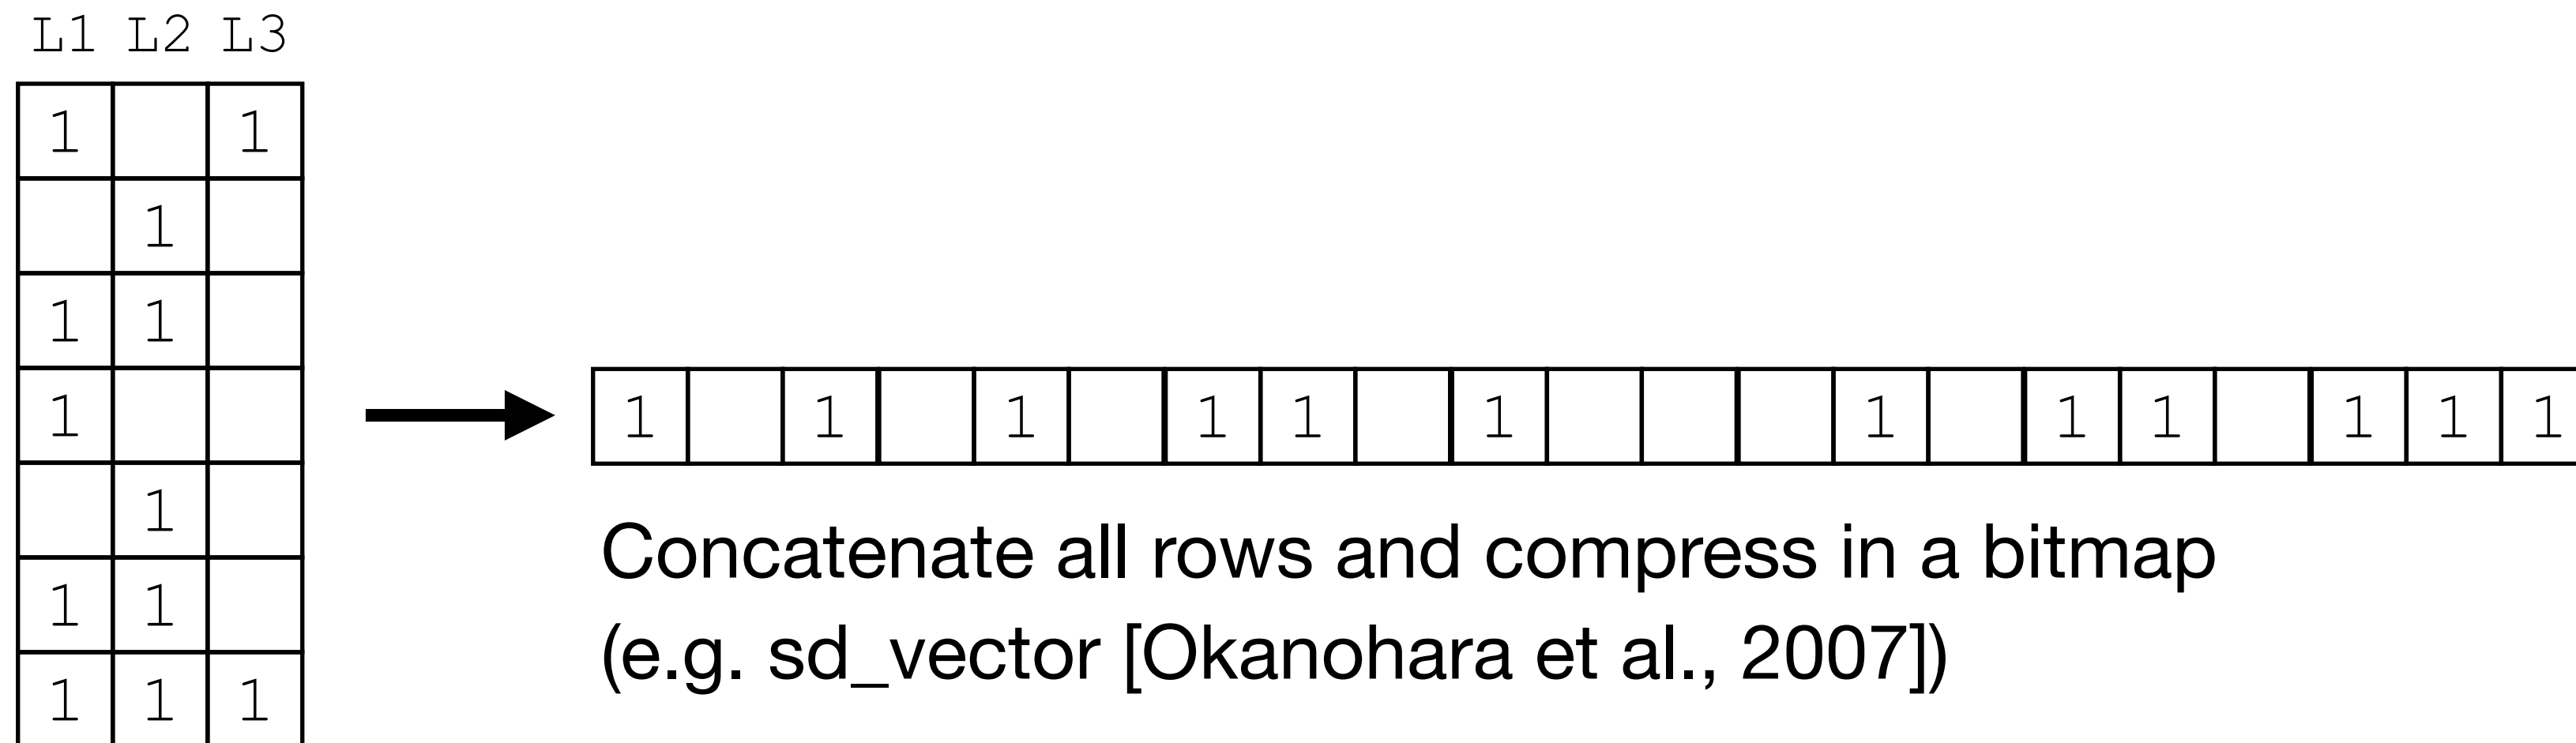 L1 L2 L3
1 1
1
1 1
1
1
1 1
1 1 1
1 1 1 1 1 1 1 1 1 1 1 1
Concatenate all rows and compress in a bitmap
(e.g. sd_vector [Okanohara et al., 2007])